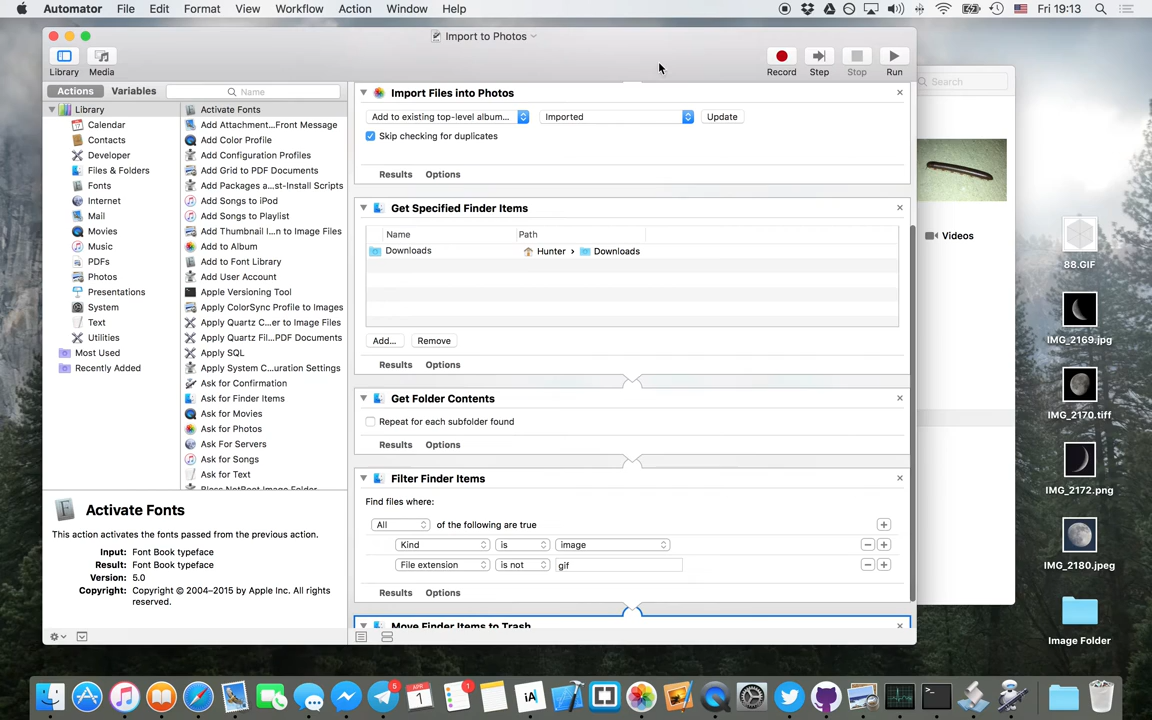 Automator File Edit Format View Workflow Action Window Help Fri 19:13
Import to Photos
Library Media Record Step Stop Run
Actions Variables Name
Search
Library
Calendar
Contacts
Developer
Files & Folders
Fonts
Internet
Mail
Movies
Music
PDFs
Photos
Presentations
System
Text
Utilities
Most Used
Recently Added
Activate Fonts
Add Attachment...Front Message
Add Color Profile
Add Configuration Profiles
Add Grid to PDF Documents
Add Packages a...st-Install Scripts
Add Songs to iPod
Add Songs to Playlist
Add Thumbnail I...n to Image Files
Add to Album
Add to Font Library
Add User Account
Apple Versioning Tool
Apply ColorSync Profile to Images
Apply Quartz C...er to Image Files
Apply Quartz Fil...PDF Documents
Apply SQL
Apply System C...uration Settings
Ask for Confirmation
Ask for Finder Items
Ask for Movies
Ask for Photos
Ask For Servers
Ask for Songs
Ask for Text
Bless NetBoot Image Folder
Activate Fonts
This action activates the fonts passed from the previous action.
Input: Font Book typeface
Result: Font Book typeface
Version: 5.0
Copyright: Copyright © 2004–2015 by Apple Inc. All rights
reserved.
Import Files into Photos
Add to existing top-level album... Imported Update
Skip checking for duplicates
Results Options
Get Specified Finder Items
Name Path
Downloads Hunter › Downloads
Add... Remove
Results Options
Get Folder Contents
Repeat for each subfolder found
Results Options
Filter Finder Items
Find files where:
All of the following are true
Kind is image
File extension is not gif
Results Options
Move Finder Items to Trash
Videos
88.GIF
IMG_2169.jpg
IMG_2170.tiff
IMG_2172.png
IMG_2180.jpeg
Image Folder
APR
1
1
5
iA